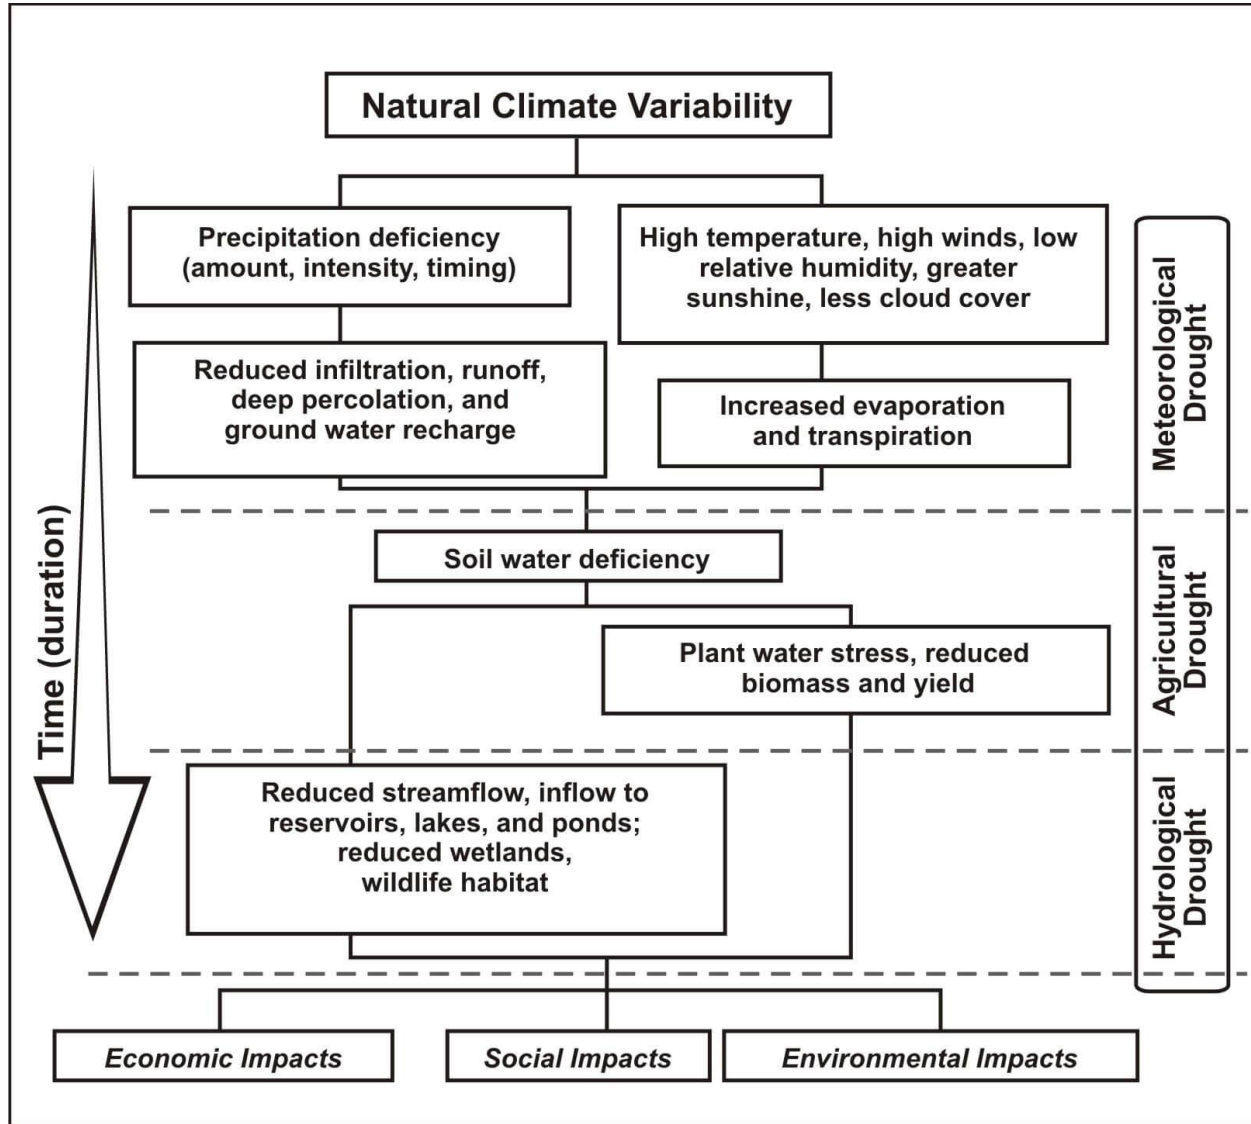 Natural Climate Variability
Precipitation deficiency
(amount, intensity, timing)
High temperature, high winds, low
relative humidity, greater
sunshine, less cloud cover
Reduced infiltration, runoff,
deep percolation, and
ground water recharge
Increased evaporation
and transpiration
Meteorological
Drought
Time (duration)
Soil water deficiency
Plant water stress, reduced
biomass and yield
Agricultural
Drought
Reduced streamflow, inflow to
reservoirs, lakes, and ponds;
reduced wetlands,
wildlife habitat
Hydrological
Drought
Economic Impacts
Social Impacts
Environmental Impacts